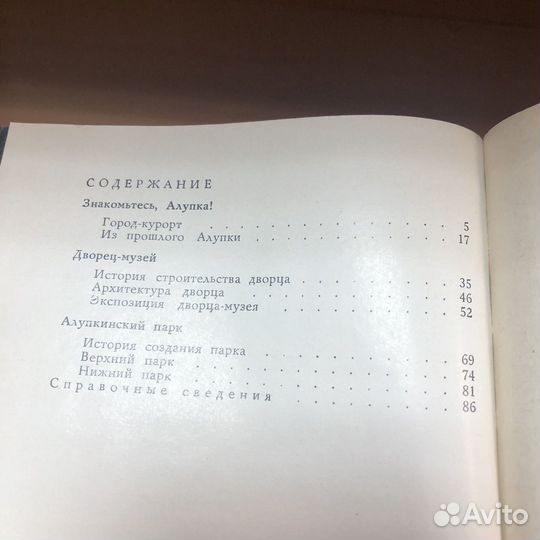 СОДЕРЖАНИЕ
Знакомьтесь, Алупка!
Город-курорт . . . . . . . . . . . . 5
Из прошлого Алупки . . . . . . . . . . 17
Дворец-музей
История строительства дворца . . . . . . . . 35
Архитектура дворца . . . . . . . . . . 46
Экспозиция дворца-музея . . . . . . . . . 52
Алупкинский парк
История создания парка . . . . . . . . . 69
Верхний парк . . . . . . . . . . . . 74
Нижний парк . . . . . . . . . . . . 81
Справочные сведения . . . . . . . . . 86
Avito